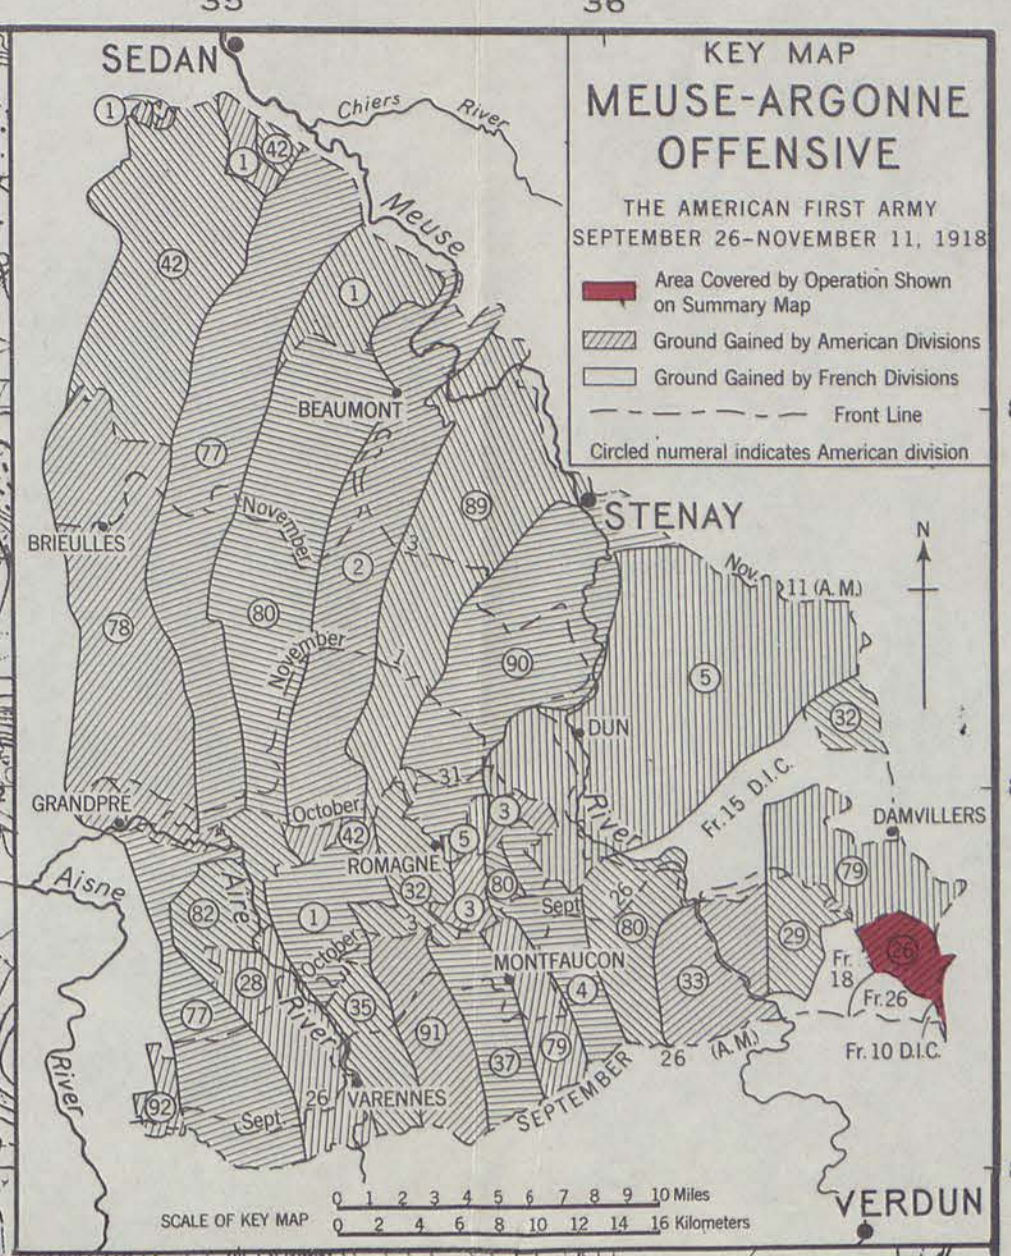 35
36
KEY MAP
MEUSE-ARGONNE
OFFENSIVE
THE AMERICAN FIRST ARMY
SEPTEMBER 26–NOVEMBER 11, 1918
Area Covered by Operation Shown
on Summary Map
Ground Gained by American Divisions
Ground Gained by French Divisions
Front Line
Circled numeral indicates American division
SEDAN
Chiers River
Meuse
1
1
42
42
1
BEAUMONT
77
November 3
89
STENAY
N
BRIEULLES
2
Nov. 11 (A.M.)
78
80
November 1
90
5
32
DUN
31
GRANDPRÉ
October
42
3
5
River
Fr. 15 D.I.C.
DAMVILLERS
ROMAGNE
Aisne
Aire
32
80
79
82
1
3
3
Sept
26
80
29
26
October
MONTFAUCON
Fr.
18
28
River
35
4
33
Fr. 26
77
91
37
79
26
(A.M.)
Fr. 10 D.I.C.
River
92
Sept.
26
VARENNES
SEPTEMBER
SCALE OF KEY MAP
0 1 2 3 4 5 6 7 8 9 10 Miles
0 2 4 6 8 10 12 14 16 Kilometers
VERDUN